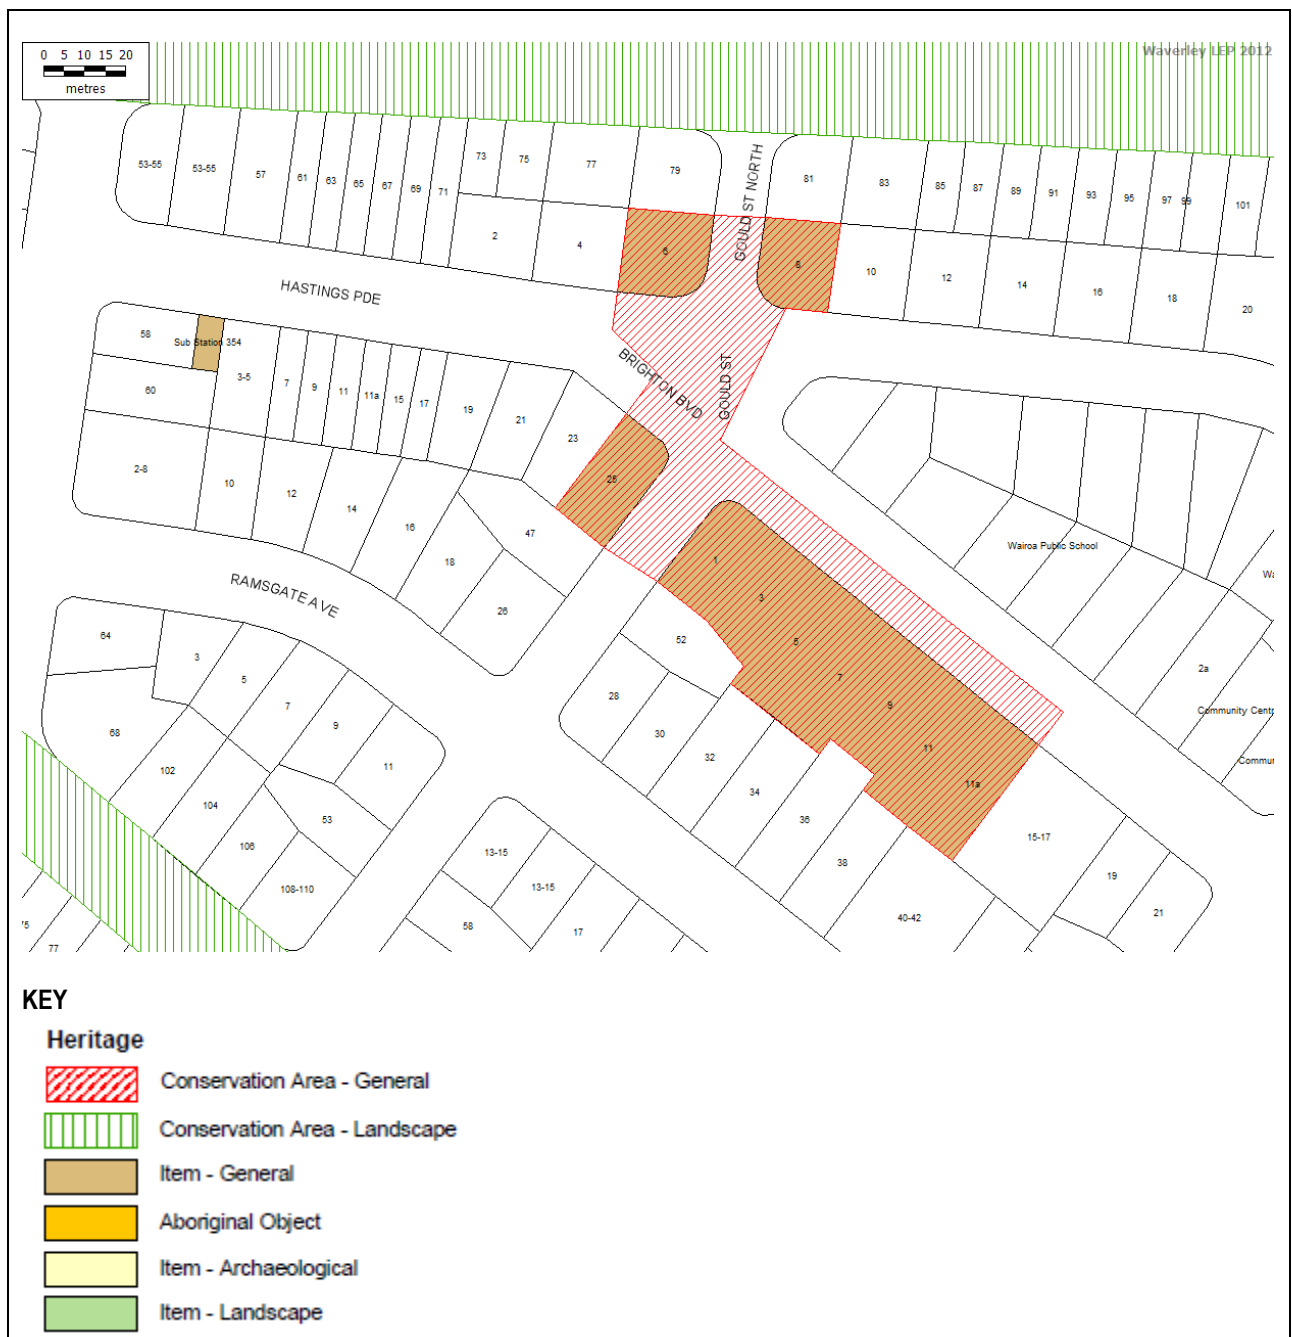 0 5 10 15 20
metres
Waverley LEP 2012
53-55 53-55 57 61 63 65 67 69 71 73 75 77 79 81 83 85 87 89 91 93 95 97 99 101
GOULD ST NORTH
2 4 6 8 10 12 14 16 18 20
HASTINGS PDE
58 Sub Station 354
60 3-5 7 9 11 11a 15 17 19 21 23 25
BRIGHTON BVD
GOULD ST
2-8 10 12 14 16 18 47 26
Wairoa Public School
Wa
RAMSGATE AVE
1 3 5 7 9 11 11a 15-17 19 21
2a
Community Centr
Commun
64 3 5 7 9 11
68 102 104 106 108-110 53
52 28 30 32 34 36 38 40-42
13-15 13-15 17 58
75 77
KEY
Heritage
Conservation Area - General
Conservation Area - Landscape
Item - General
Aboriginal Object
Item - Archaeological
Item - Landscape